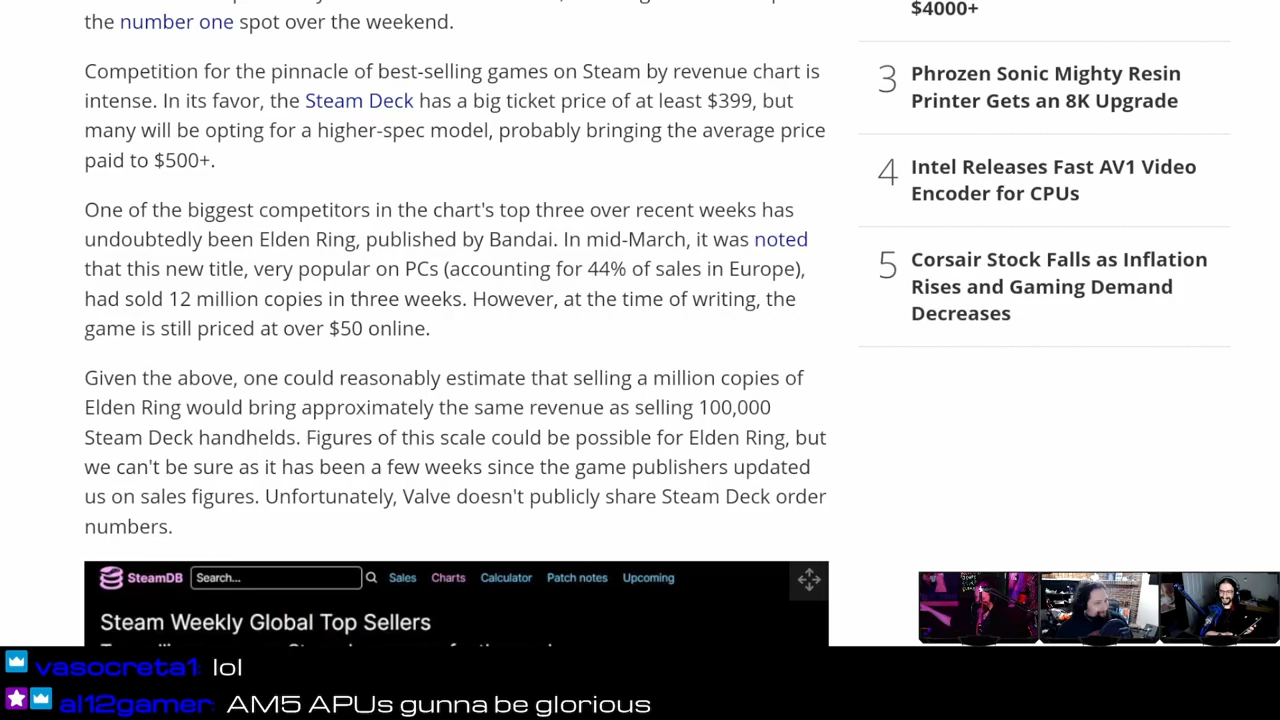 the number one spot over the weekend.
Competition for the pinnacle of best-selling games on Steam by revenue chart is
intense. In its favor, the Steam Deck has a big ticket price of at least $399, but
many will be opting for a higher-spec model, probably bringing the average price
paid to $500+.
One of the biggest competitors in the chart's top three over recent weeks has
undoubtedly been Elden Ring, published by Bandai. In mid-March, it was noted
that this new title, very popular on PCs (accounting for 44% of sales in Europe),
had sold 12 million copies in three weeks. However, at the time of writing, the
game is still priced at over $50 online.
Given the above, one could reasonably estimate that selling a million copies of
Elden Ring would bring approximately the same revenue as selling 100,000
Steam Deck handhelds. Figures of this scale could be possible for Elden Ring, but
we can't be sure as it has been a few weeks since the game publishers updated
us on sales figures. Unfortunately, Valve doesn't publicly share Steam Deck order
numbers.
SteamDB Search... Sales Charts Calculator Patch notes Upcoming
Steam Weekly Global Top Sellers
$4000+
3 Phrozen Sonic Mighty Resin
Printer Gets an 8K Upgrade
4 Intel Releases Fast AV1 Video
Encoder for CPUs
5 Corsair Stock Falls as Inflation
Rises and Gaming Demand
Decreases
vasocreta1: lol
al12gamer: AM5 APUs gunna be glorious